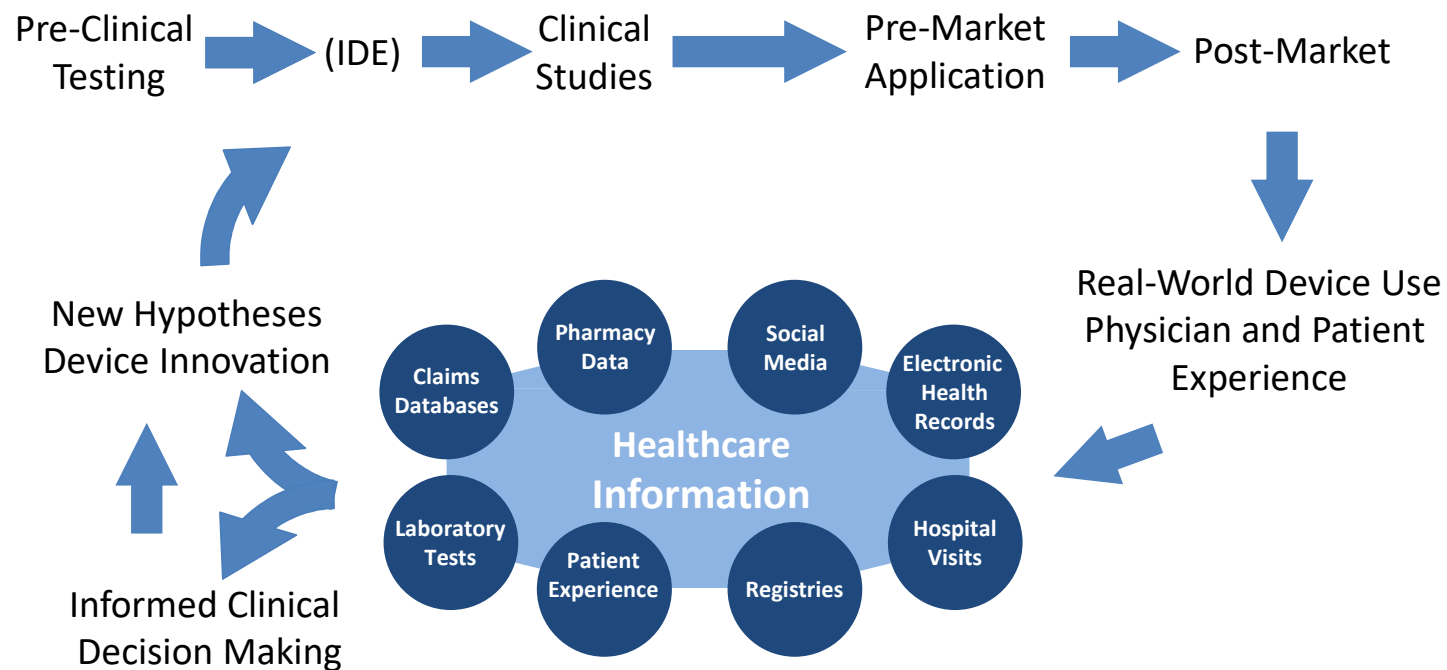 Pre-Clinical
Testing
(IDE)
Clinical
Studies
Pre-Market
Application
Post-Market
Real-World Device Use
Physician and Patient
Experience
New Hypotheses
Device Innovation
Informed Clinical
Decision Making
Healthcare
Information
Claims
Databases
Pharmacy
Data
Social
Media
Electronic
Health
Records
Laboratory
Tests
Patient
Experience
Registries
Hospital
Visits